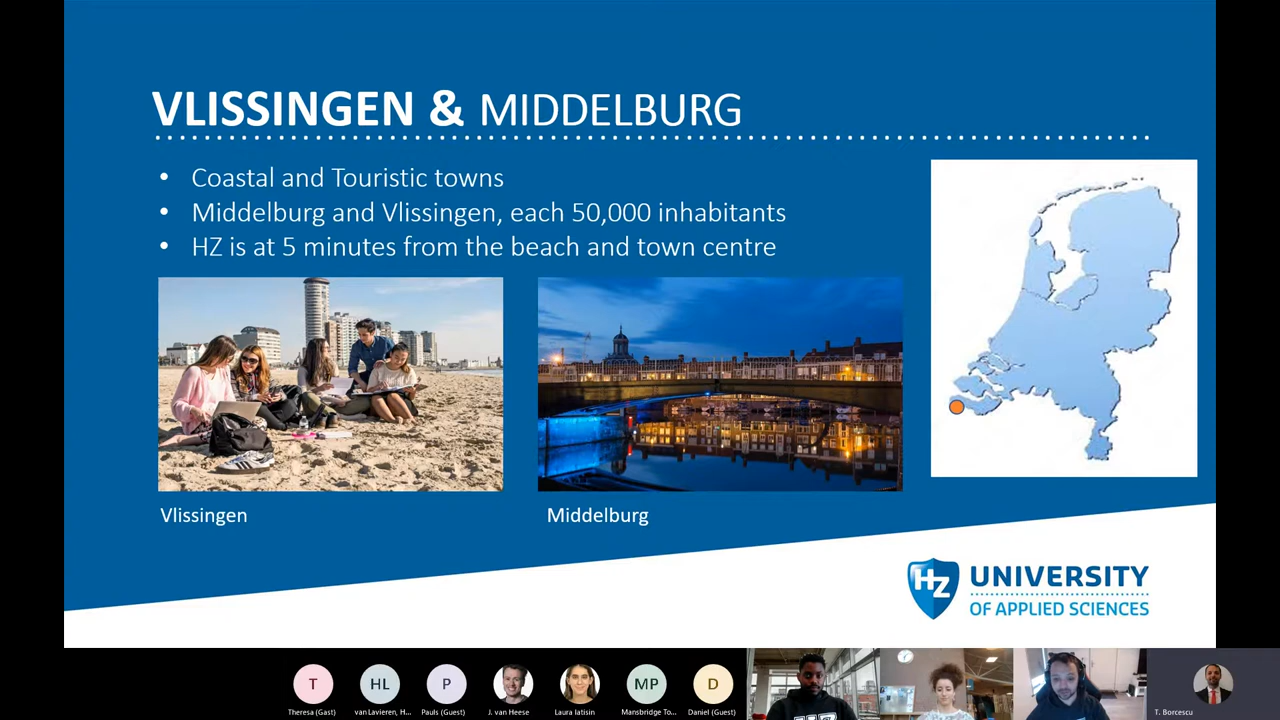 VLISSINGEN & MIDDELBURG
• Coastal and Touristic towns
• Middelburg and Vlissingen, each 50,000 inhabitants
• HZ is at 5 minutes from the beach and town centre
Vlissingen
Middelburg
HZ UNIVERSITY
OF APPLIED SCIENCES
T
HL
P
MP
D
Theresa (Gast)
van Lavieren, H...
Pauls (Guest)
J. van Heese
Laura Iatisin
Mansbridge To...
Daniel (Guest)
T. Borcescu